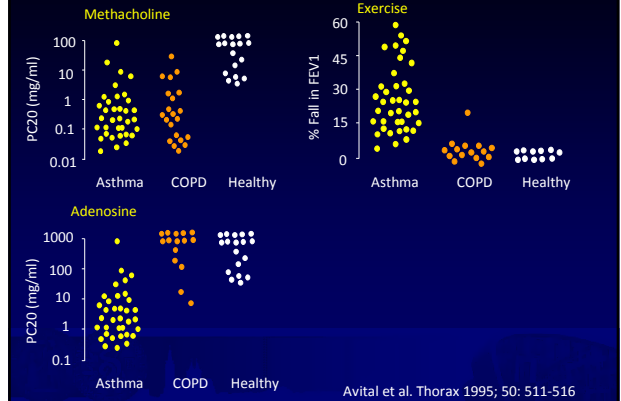 Methacholine
PC20 (mg/ml)
100
10
1
0.1
0.01
Asthma COPD Healthy
Exercise
% Fall in FEV1
60
45
30
15
0
Asthma COPD Healthy
Adenosine
PC20 (mg/ml)
1000
100
10
1
0.1
Asthma COPD Healthy
Avital et al. Thorax 1995; 50: 511-516